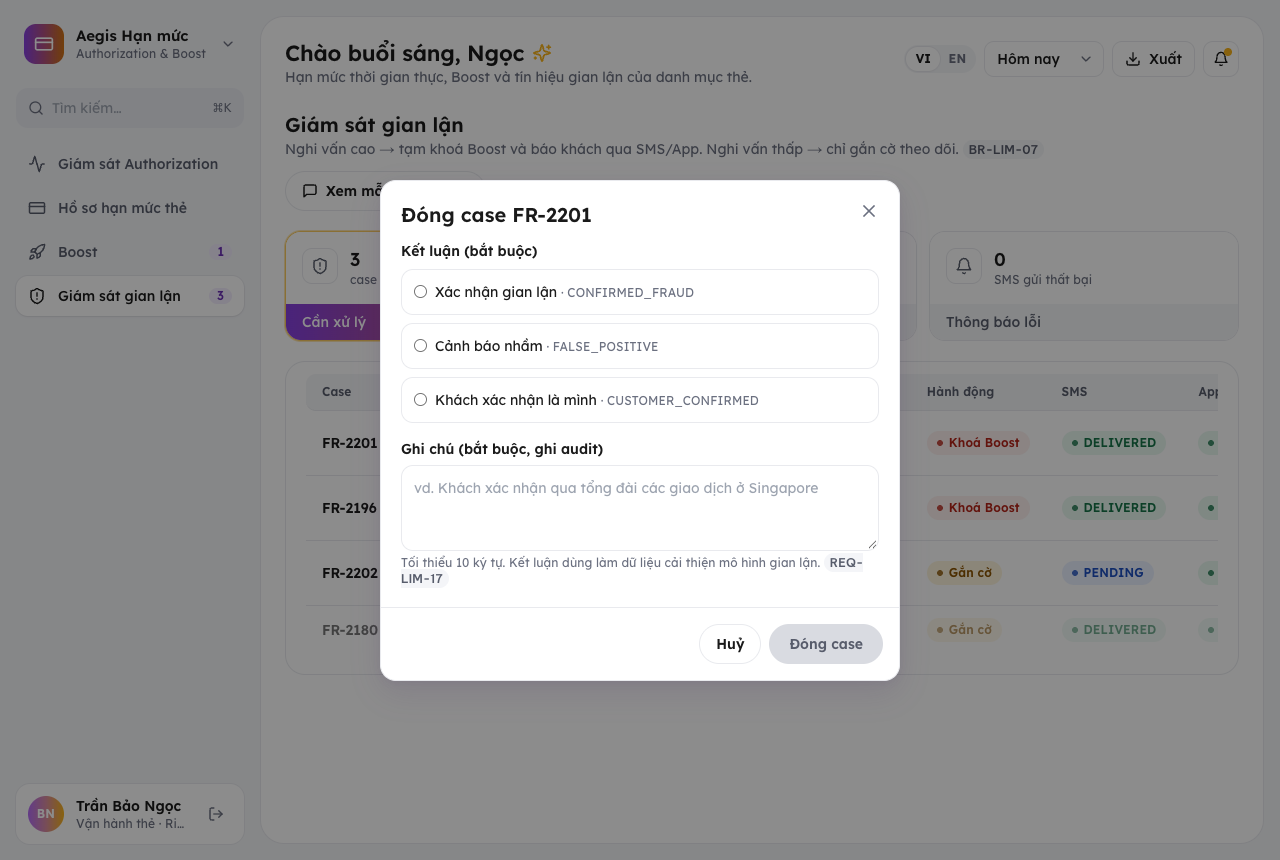 Aegis Hạn mức
Authorization & Boost
Tìm kiếm...
⌘K
Giám sát Authorization
Hồ sơ hạn mức thẻ
Boost
1
Giám sát gian lận
3
Trần Bảo Ngọc
BN
Vận hành thẻ · Ri...
Chào buổi sáng, Ngọc
Hạn mức thời gian thực, Boost và tín hiệu gian lận của danh mục thẻ.
VI EN
Hôm nay
Xuất
Giám sát gian lận
Nghi vấn cao → tạm khoá Boost và báo khách qua SMS/App. Nghi vấn thấp → chỉ gắn cờ theo dõi. BR-LIM-07
Xem mẫ
3
case
Cần xử lý
0
SMS gửi thất bại
Thông báo lỗi
Case Hành động SMS App
FR-2201 Khoá Boost DELIVERED
FR-2196 Khoá Boost DELIVERED
FR-2202 Gắn cờ PENDING
FR-2180 Gắn cờ DELIVERED
Đóng case FR-2201
Kết luận (bắt buộc)
Xác nhận gian lận · CONFIRMED_FRAUD
Cảnh báo nhầm · FALSE_POSITIVE
Khách xác nhận là mình · CUSTOMER_CONFIRMED
Ghi chú (bắt buộc, ghi audit)
vd. Khách xác nhận qua tổng đài các giao dịch ở Singapore
Tối thiểu 10 ký tự. Kết luận dùng làm dữ liệu cải thiện mô hình gian lận. REQ-
LIM-17
Huỷ
Đóng case